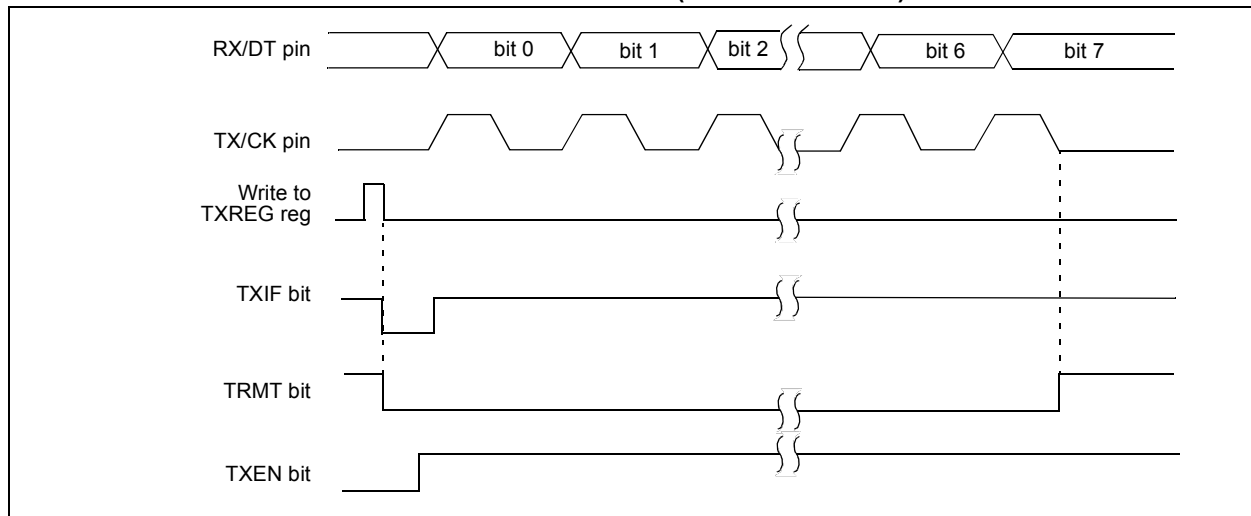 RX/DT pin
bit 0
bit 1
bit 2
bit 6
bit 7
TX/CK pin
Write to
TXREG reg
TXIF bit
TRMT bit
TXEN bit